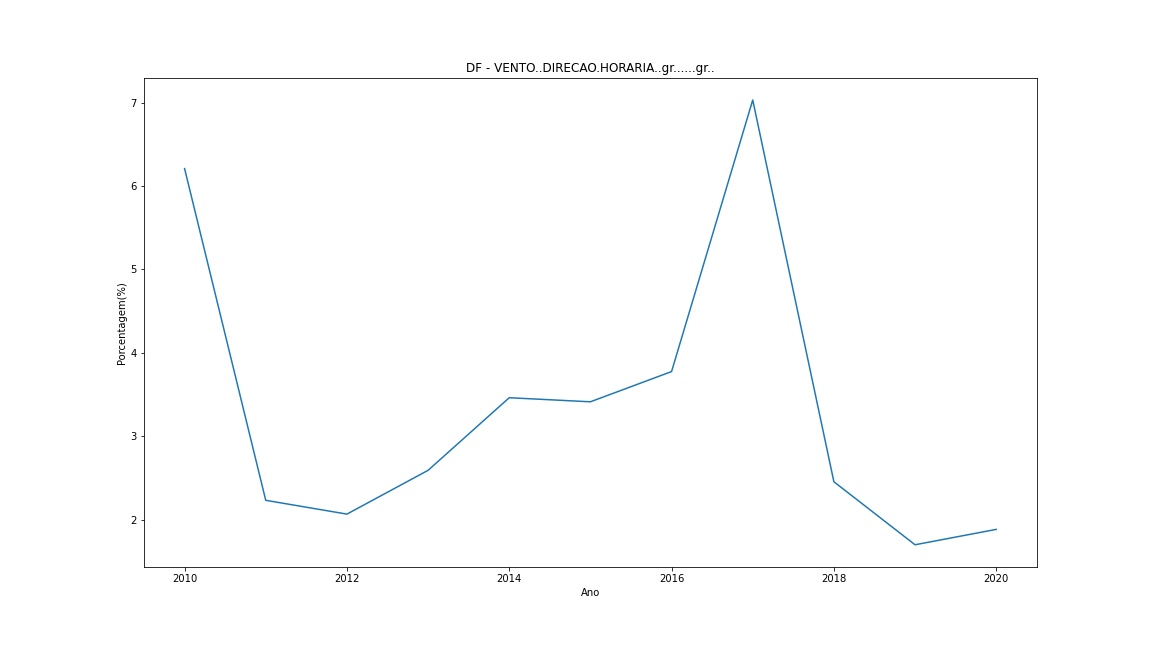 DF - VENTO..DIRECAO.HORARIA..gr......gr..
Porcentagem(%)
7
6
5
4
3
2
2010 2012 2014 2016 2018 2020
Ano